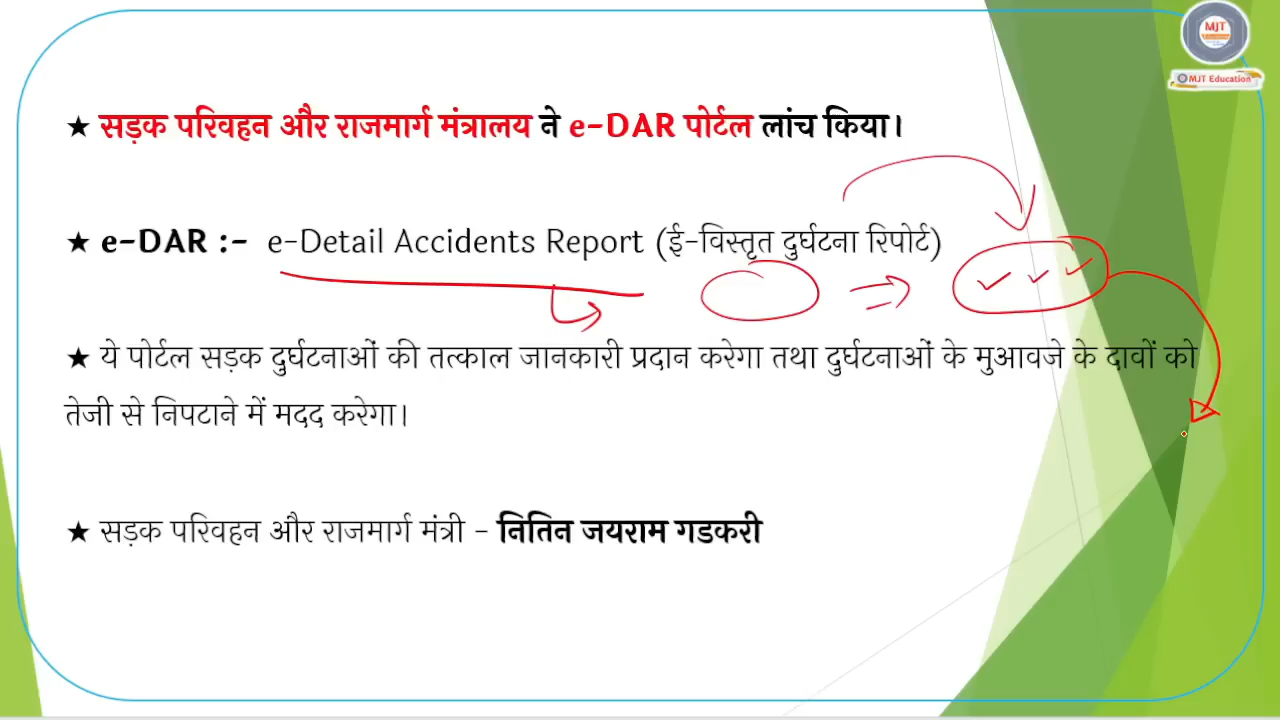 MJT
MJT Education
★ सड़क परिवहन और राजमार्ग मंत्रालय ने e-DAR पोर्टल लांच किया।
★ e-DAR :- e-Detail Accidents Report (ई-विस्तृत दुर्घटना रिपोर्ट)
★ ये पोर्टल सड़क दुर्घटनाओं की तत्काल जानकारी प्रदान करेगा तथा दुर्घटनाओं के मुआवजे के दावों को
तेजी से निपटाने में मदद करेगा।
★ सड़क परिवहन और राजमार्ग मंत्री - नितिन जयराम गडकरी